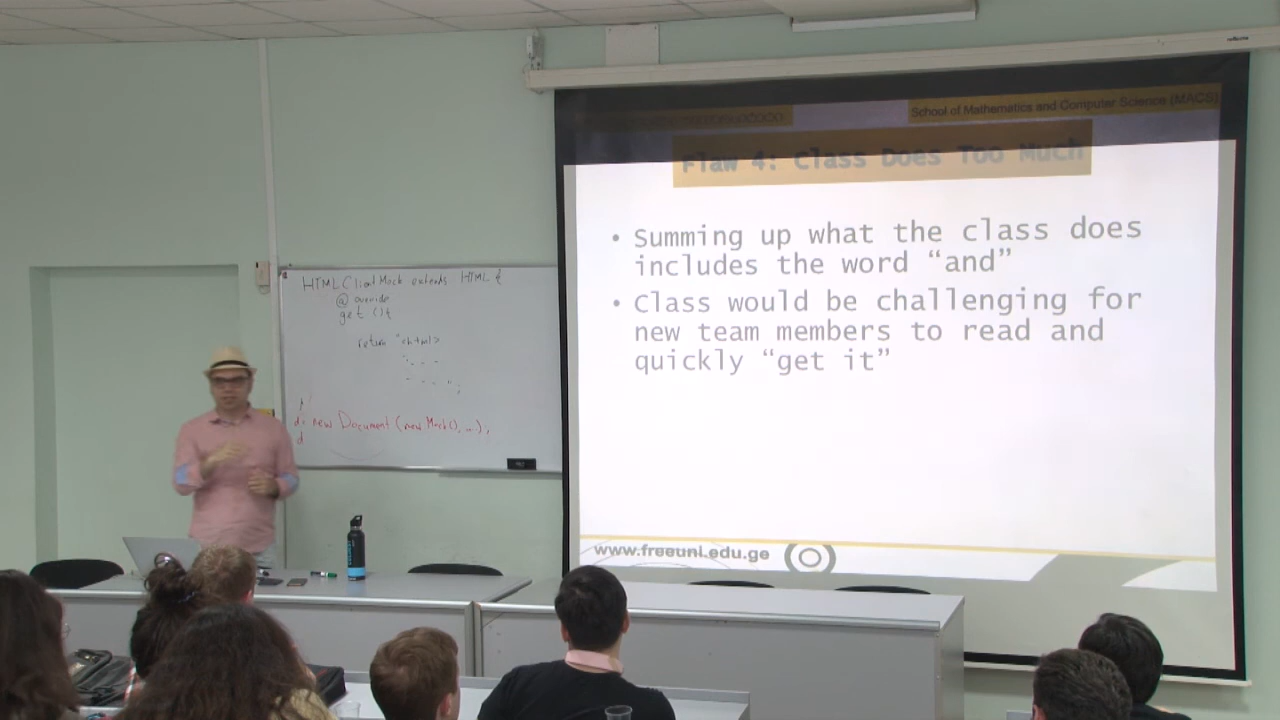 School of Mathematics and Computer Science (MACS)
Flaw 4: Class Does Too Much
• Summing up what the class does
includes the word “and”
• Class would be challenging for
new team members to read and
quickly “get it”
www.freeuni.edu.ge
HTMLClientMock extends HTML {
@override
get () {
return "<html>
d= new Document (new Mock(), ...);
d